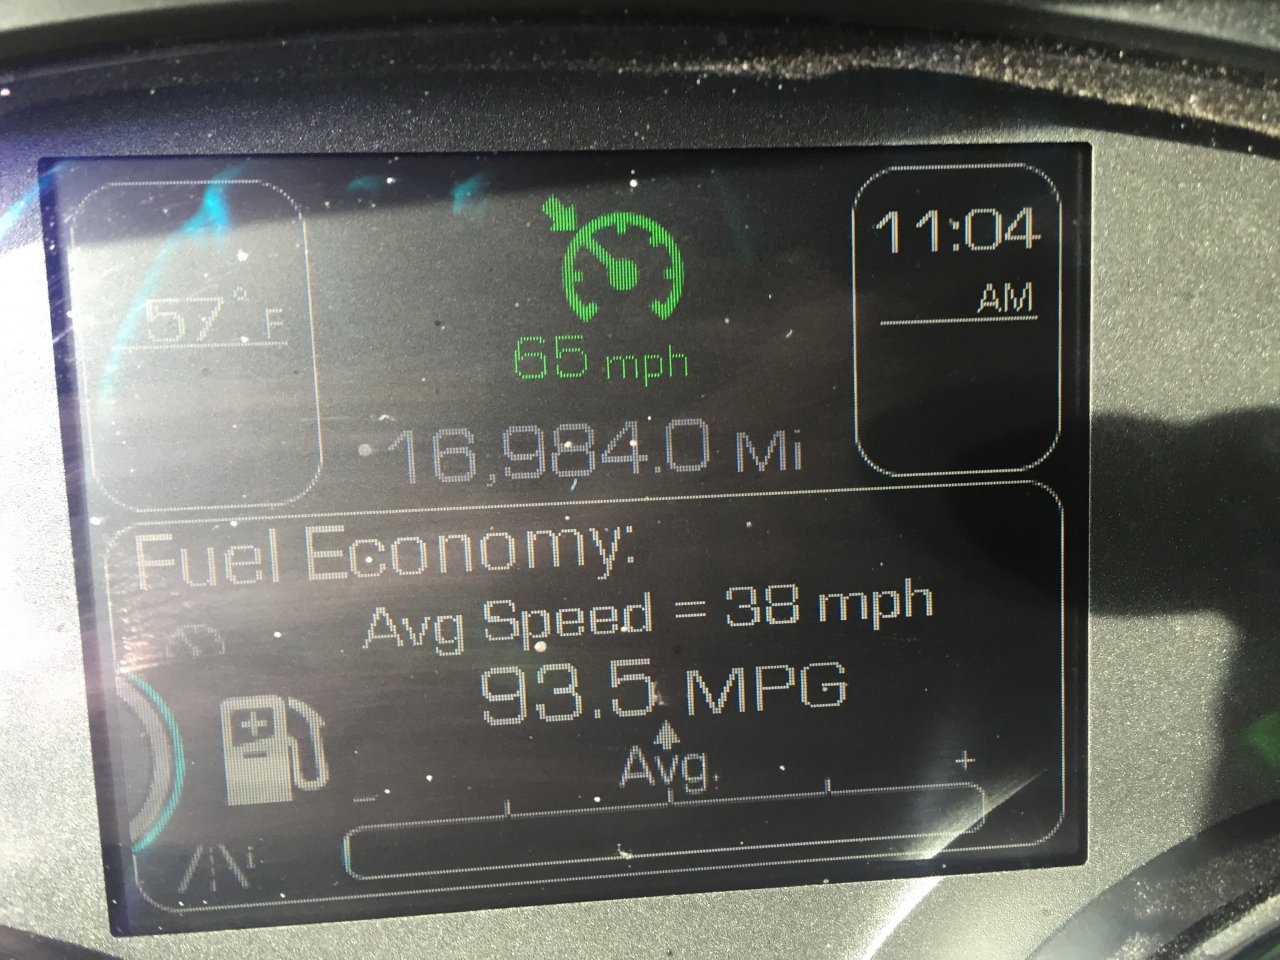 57° F
65 mph
11:04
AM
16,984.0 Mi
Fuel Economy:
Avg Speed = 38 mph
93.5 MPG
Avg.
- +
i